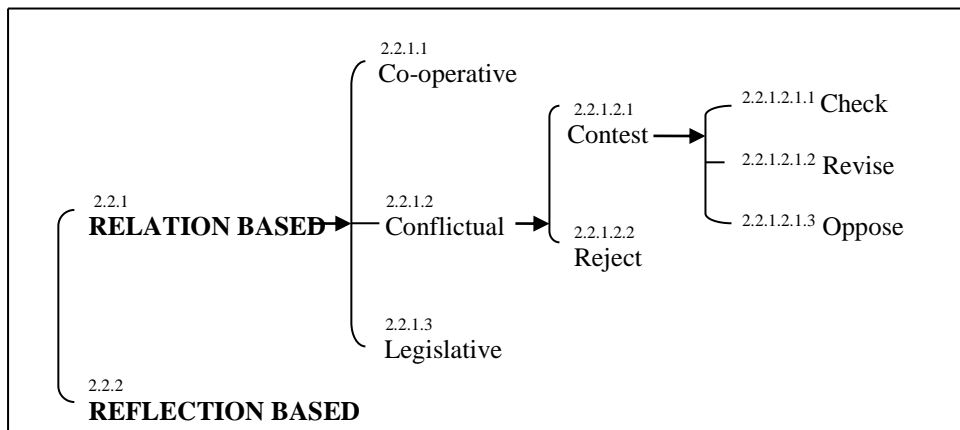 2.2.1.1
Co-operative
2.2.1.2.1.1 Check
2.2.1.2.1
Contest
2.2.1.2.1.2 Revise
2.2.1
RELATION BASED
2.2.1.2
Conflictual
2.2.1.2.1.3 Oppose
2.2.1.2.2
Reject
2.2.1.3
Legislative
2.2.2
REFLECTION BASED